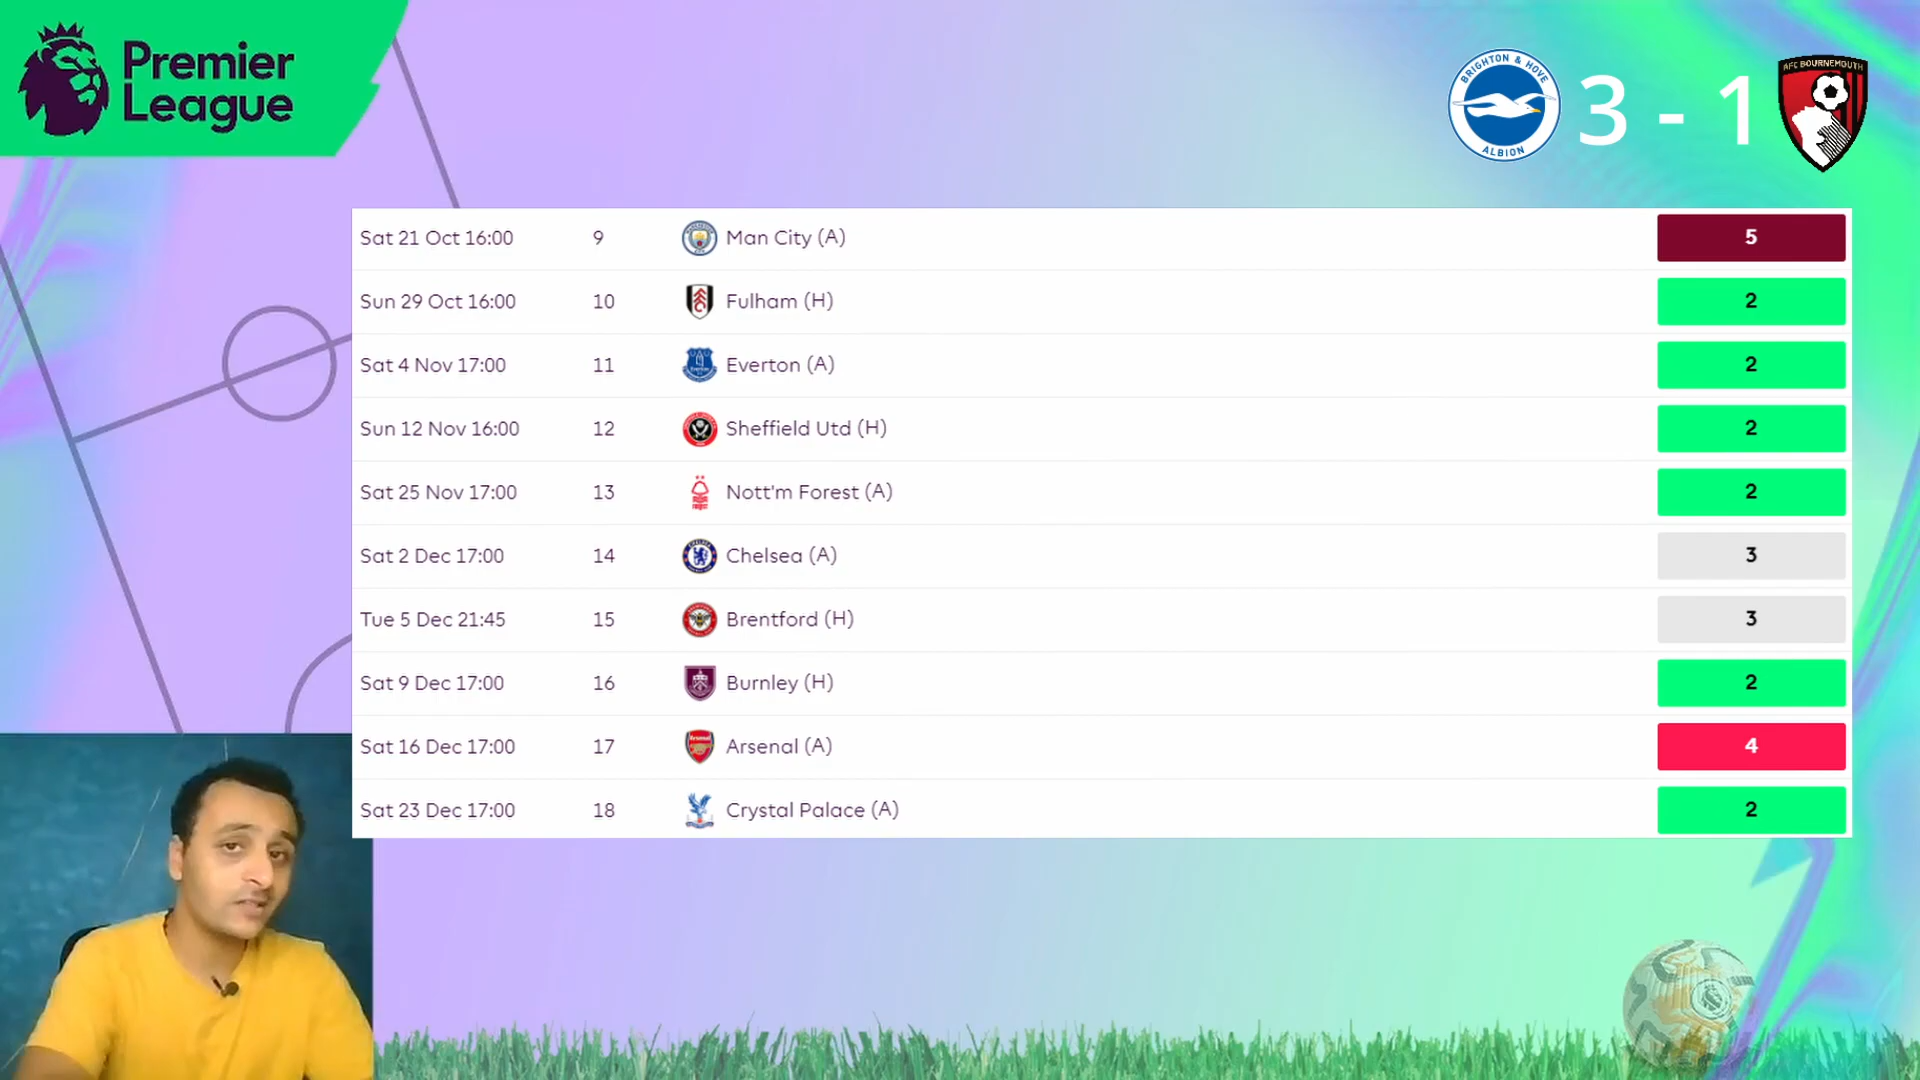 Premier
League
BRIGHTON & HOVE
ALBION
3 - 1
AFC BOURNEMOUTH
Sat 21 Oct 16:00 9 Man City (A) 5
Sun 29 Oct 16:00 10 Fulham (H) 2
Sat 4 Nov 17:00 11 Everton (A) 2
Sun 12 Nov 16:00 12 Sheffield Utd (H) 2
Sat 25 Nov 17:00 13 Nott'm Forest (A) 2
Sat 2 Dec 17:00 14 Chelsea (A) 3
Tue 5 Dec 21:45 15 Brentford (H) 3
Sat 9 Dec 17:00 16 Burnley (H) 2
Sat 16 Dec 17:00 17 Arsenal (A) 4
Sat 23 Dec 17:00 18 Crystal Palace (A) 2